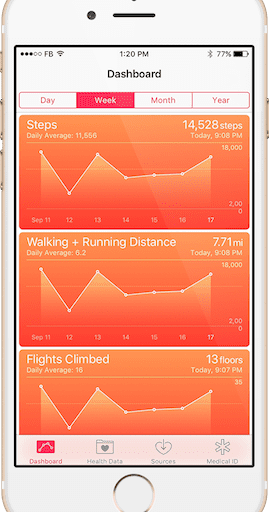 ●●●○○ FB 1:20 PM 77%
Dashboard
Day Week Month Year
Steps 14,528 steps
Daily Average: 11,556 Today, 9:08 PM
18,000
2,00
0
Sep 11 12 13 14 15 16 17
Walking + Running Distance 7.71 mi
Daily Average: 6.2 Today, 9:08 PM
18,000
2,00
0
Sep 11 12 13 14 15 16 17
Flights Climbed 13 floors
Daily Average: 16 Today, 9:07 PM
35
Dashboard Health Data Sources Medical ID